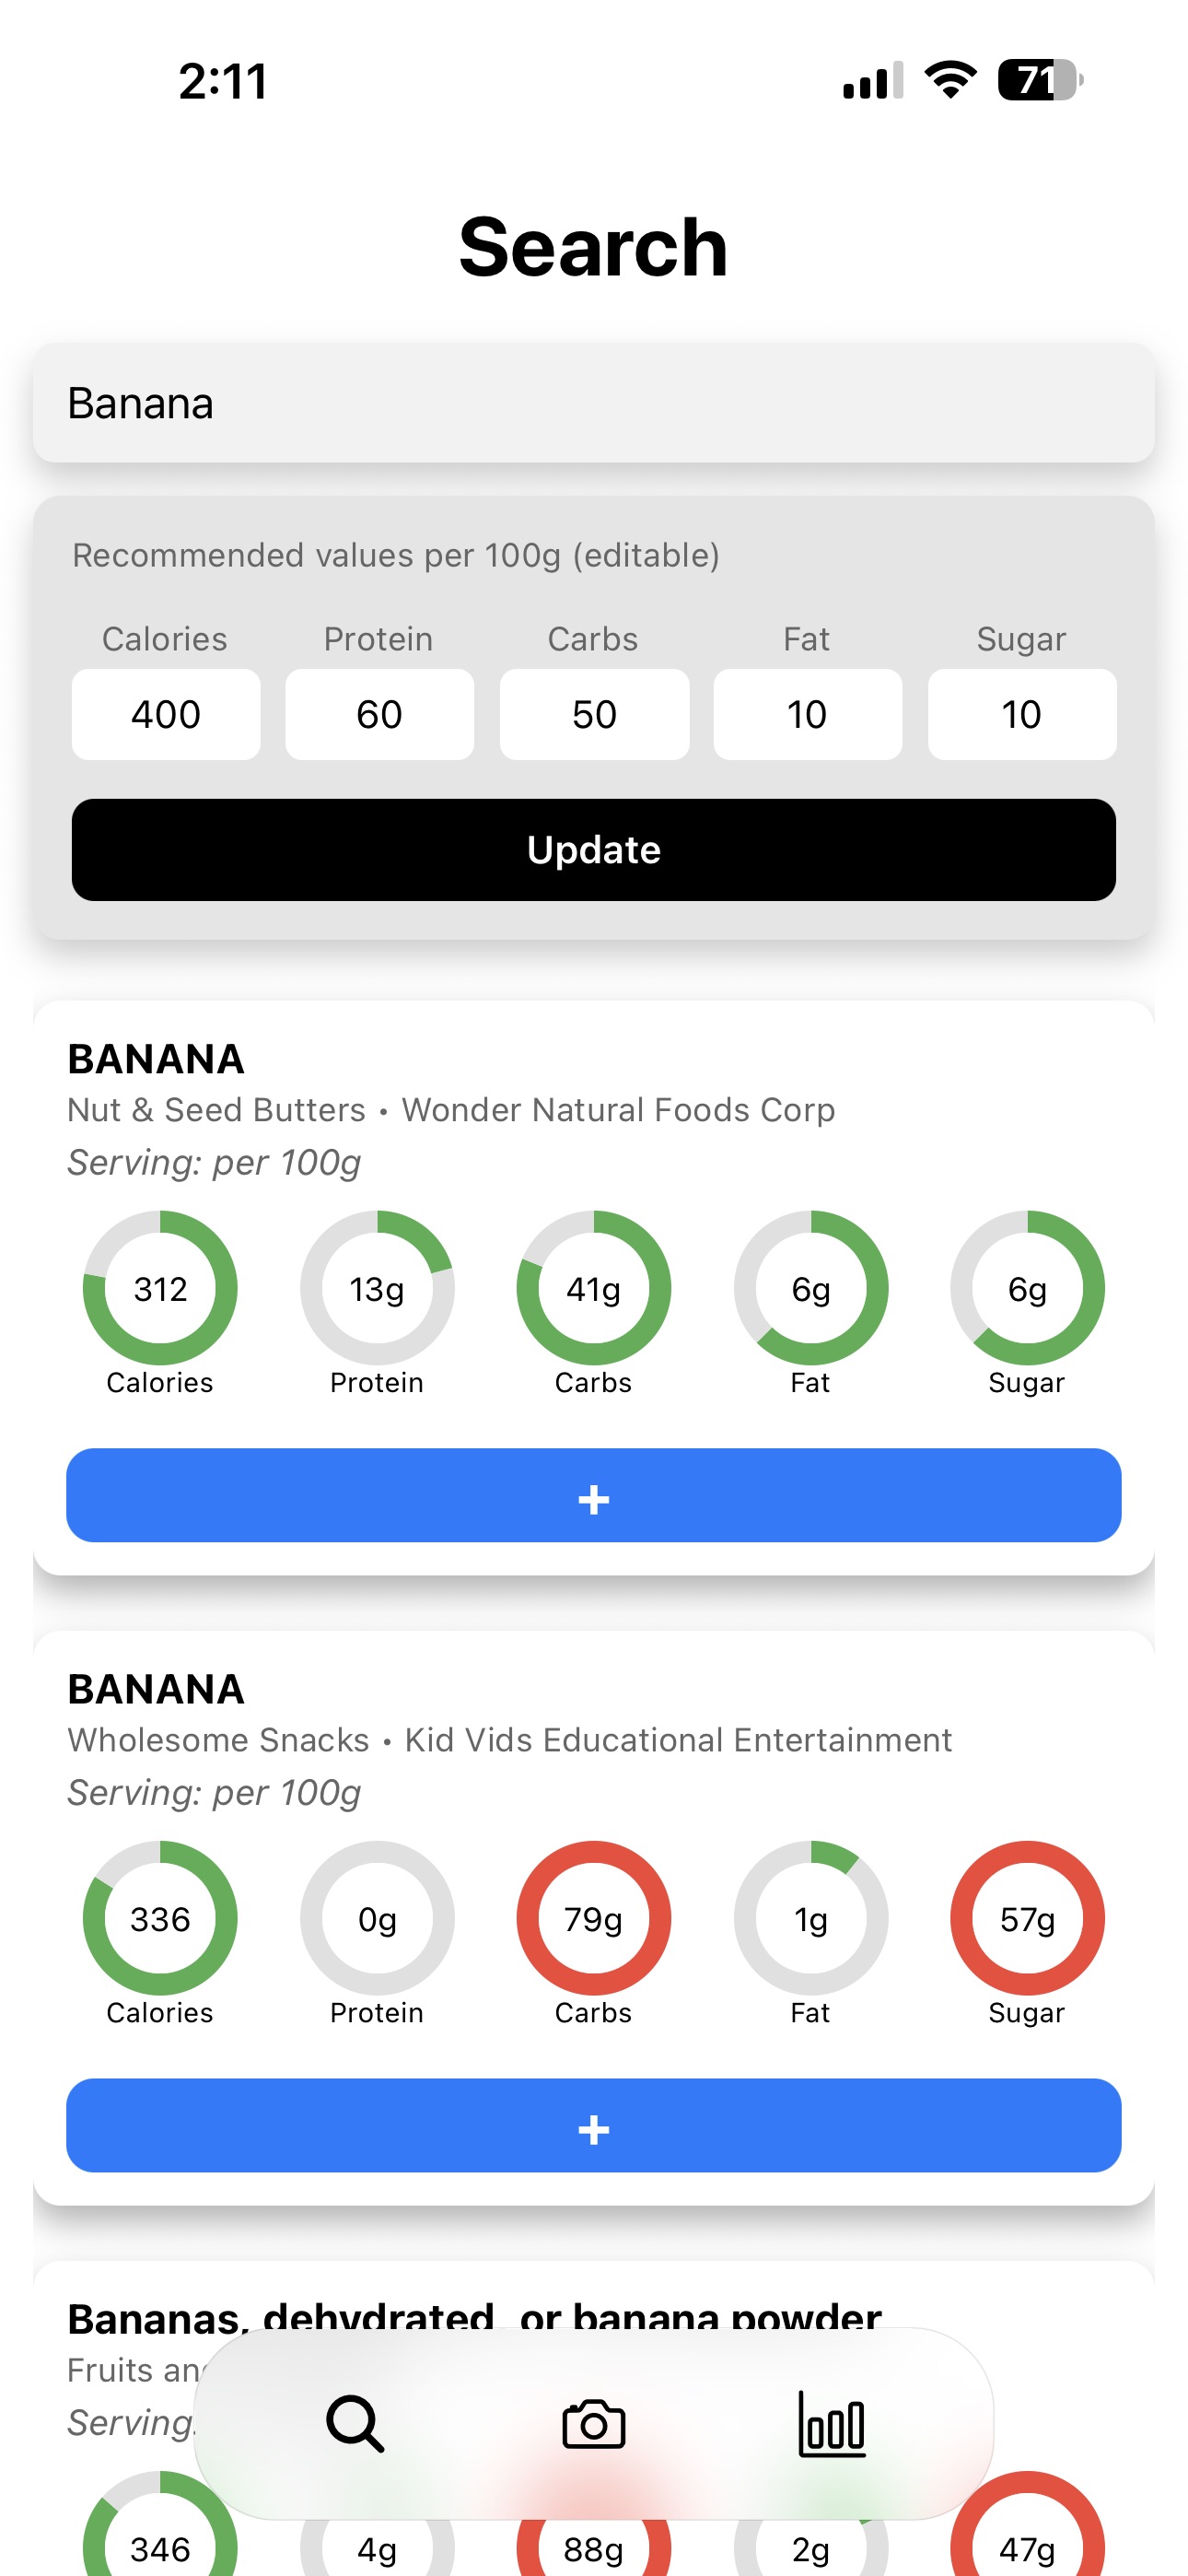 2:11
71
Search
Banana
Recommended values per 100g (editable)
Calories Protein Carbs Fat Sugar
400 60 50 10 10
Update
BANANA
Nut & Seed Butters • Wonder Natural Foods Corp
Serving: per 100g
312 13g 41g 6g 6g
Calories Protein Carbs Fat Sugar
+
BANANA
Wholesome Snacks • Kid Vids Educational Entertainment
Serving: per 100g
336 0g 79g 1g 57g
Calories Protein Carbs Fat Sugar
+
Bananas, dehydrated, or banana powder
Fruits
Serving
346 4g 88g 2g 47g